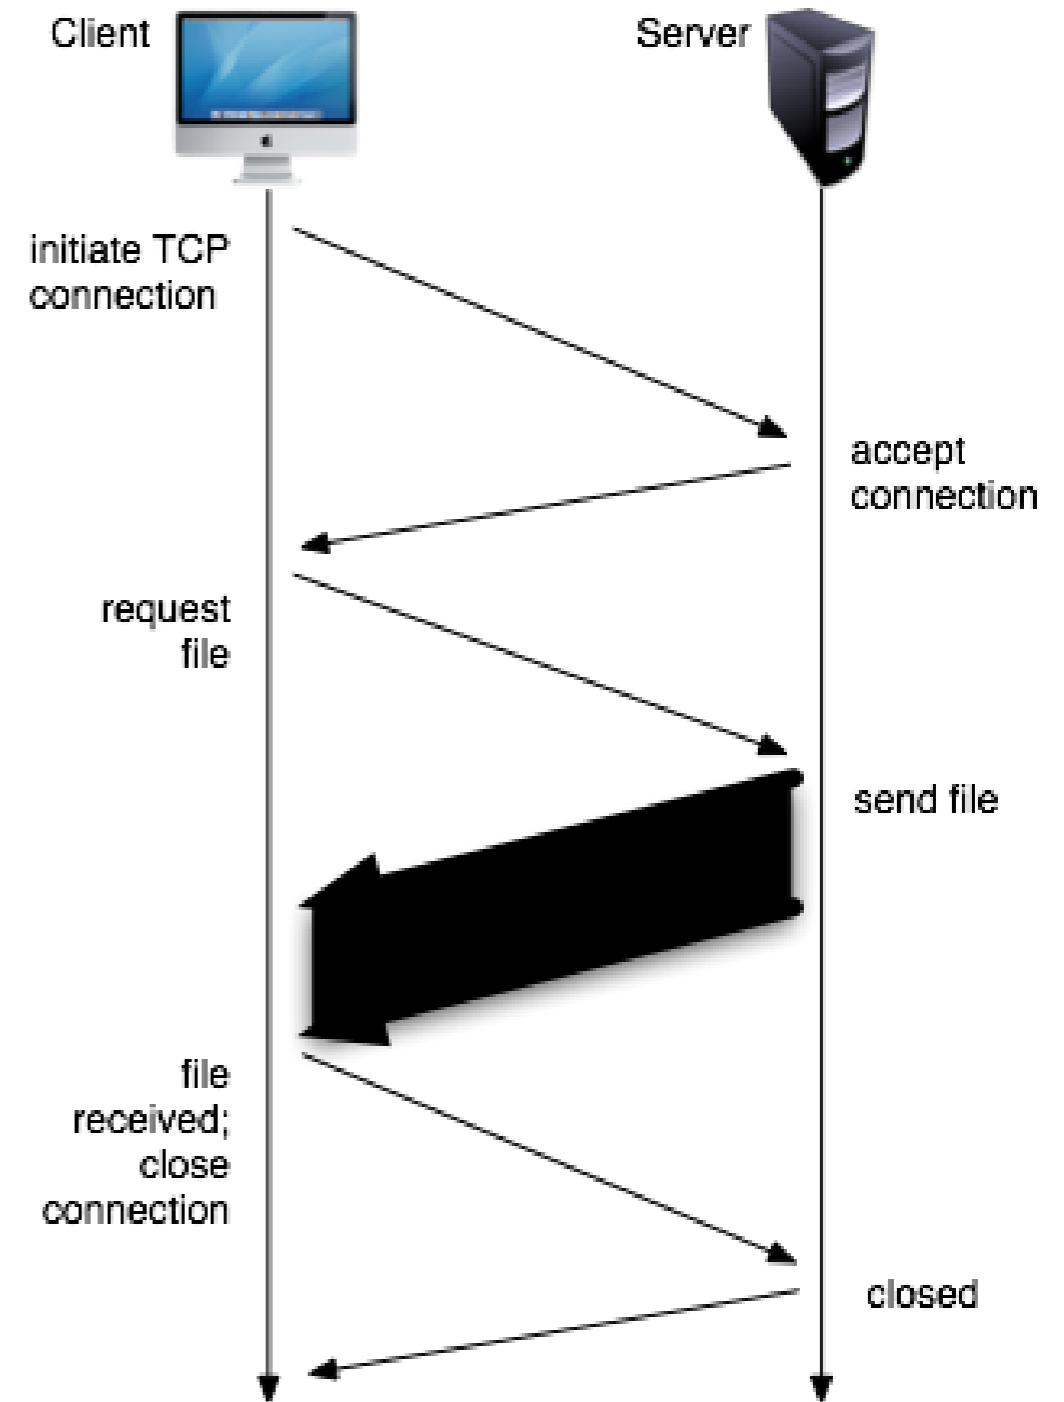 Client
Server
initiate TCP
connection
accept
connection
request
file
send file
file
received;
close
connection
closed